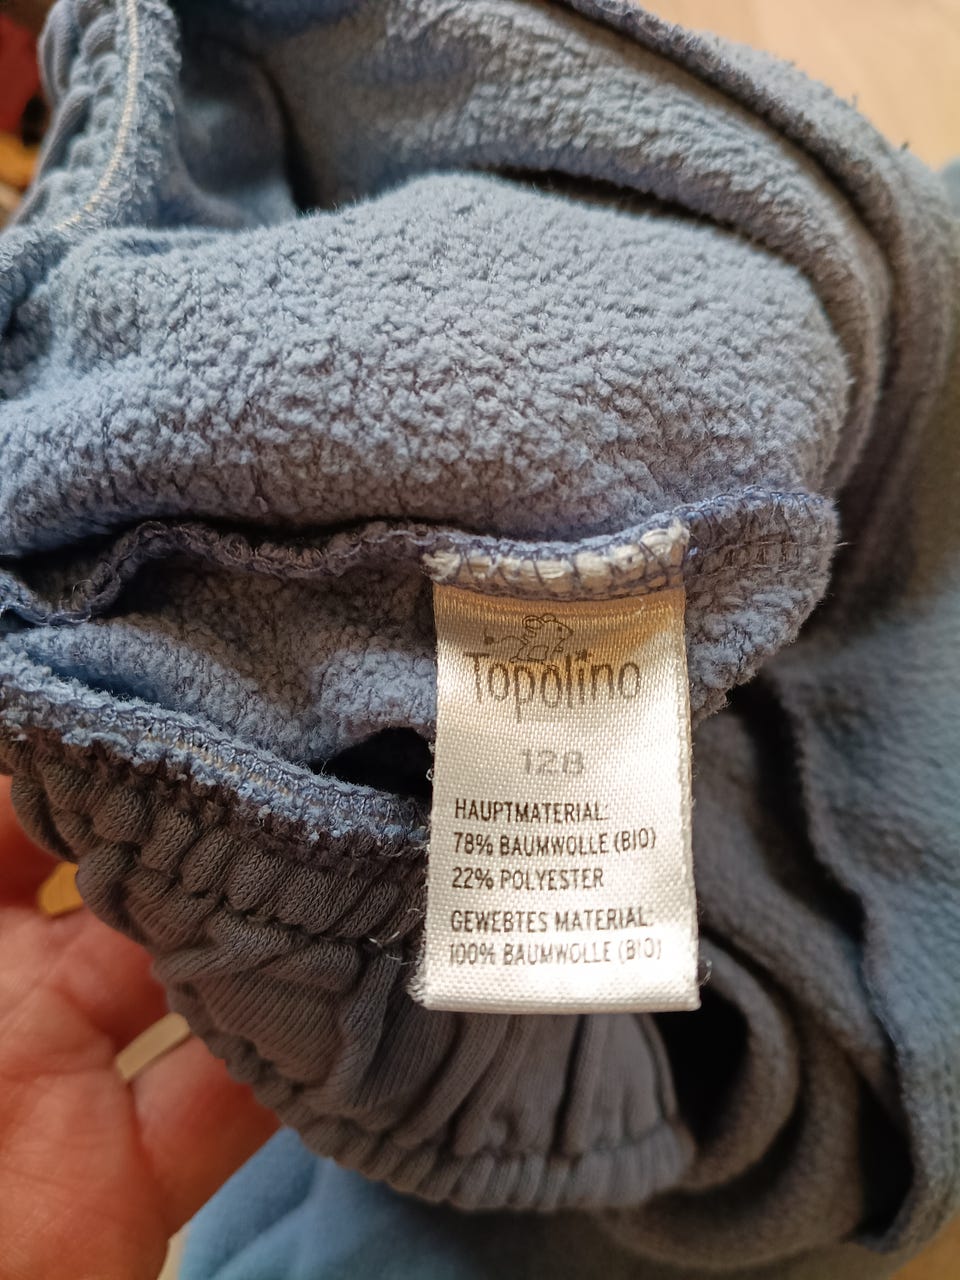 Topolino
128
HAUPTMATERIAL:
78% BAUMWOLLE (BIO)
22% POLYESTER
GEWEBTES MATERIAL:
100% BAUMWOLLE (BIO)